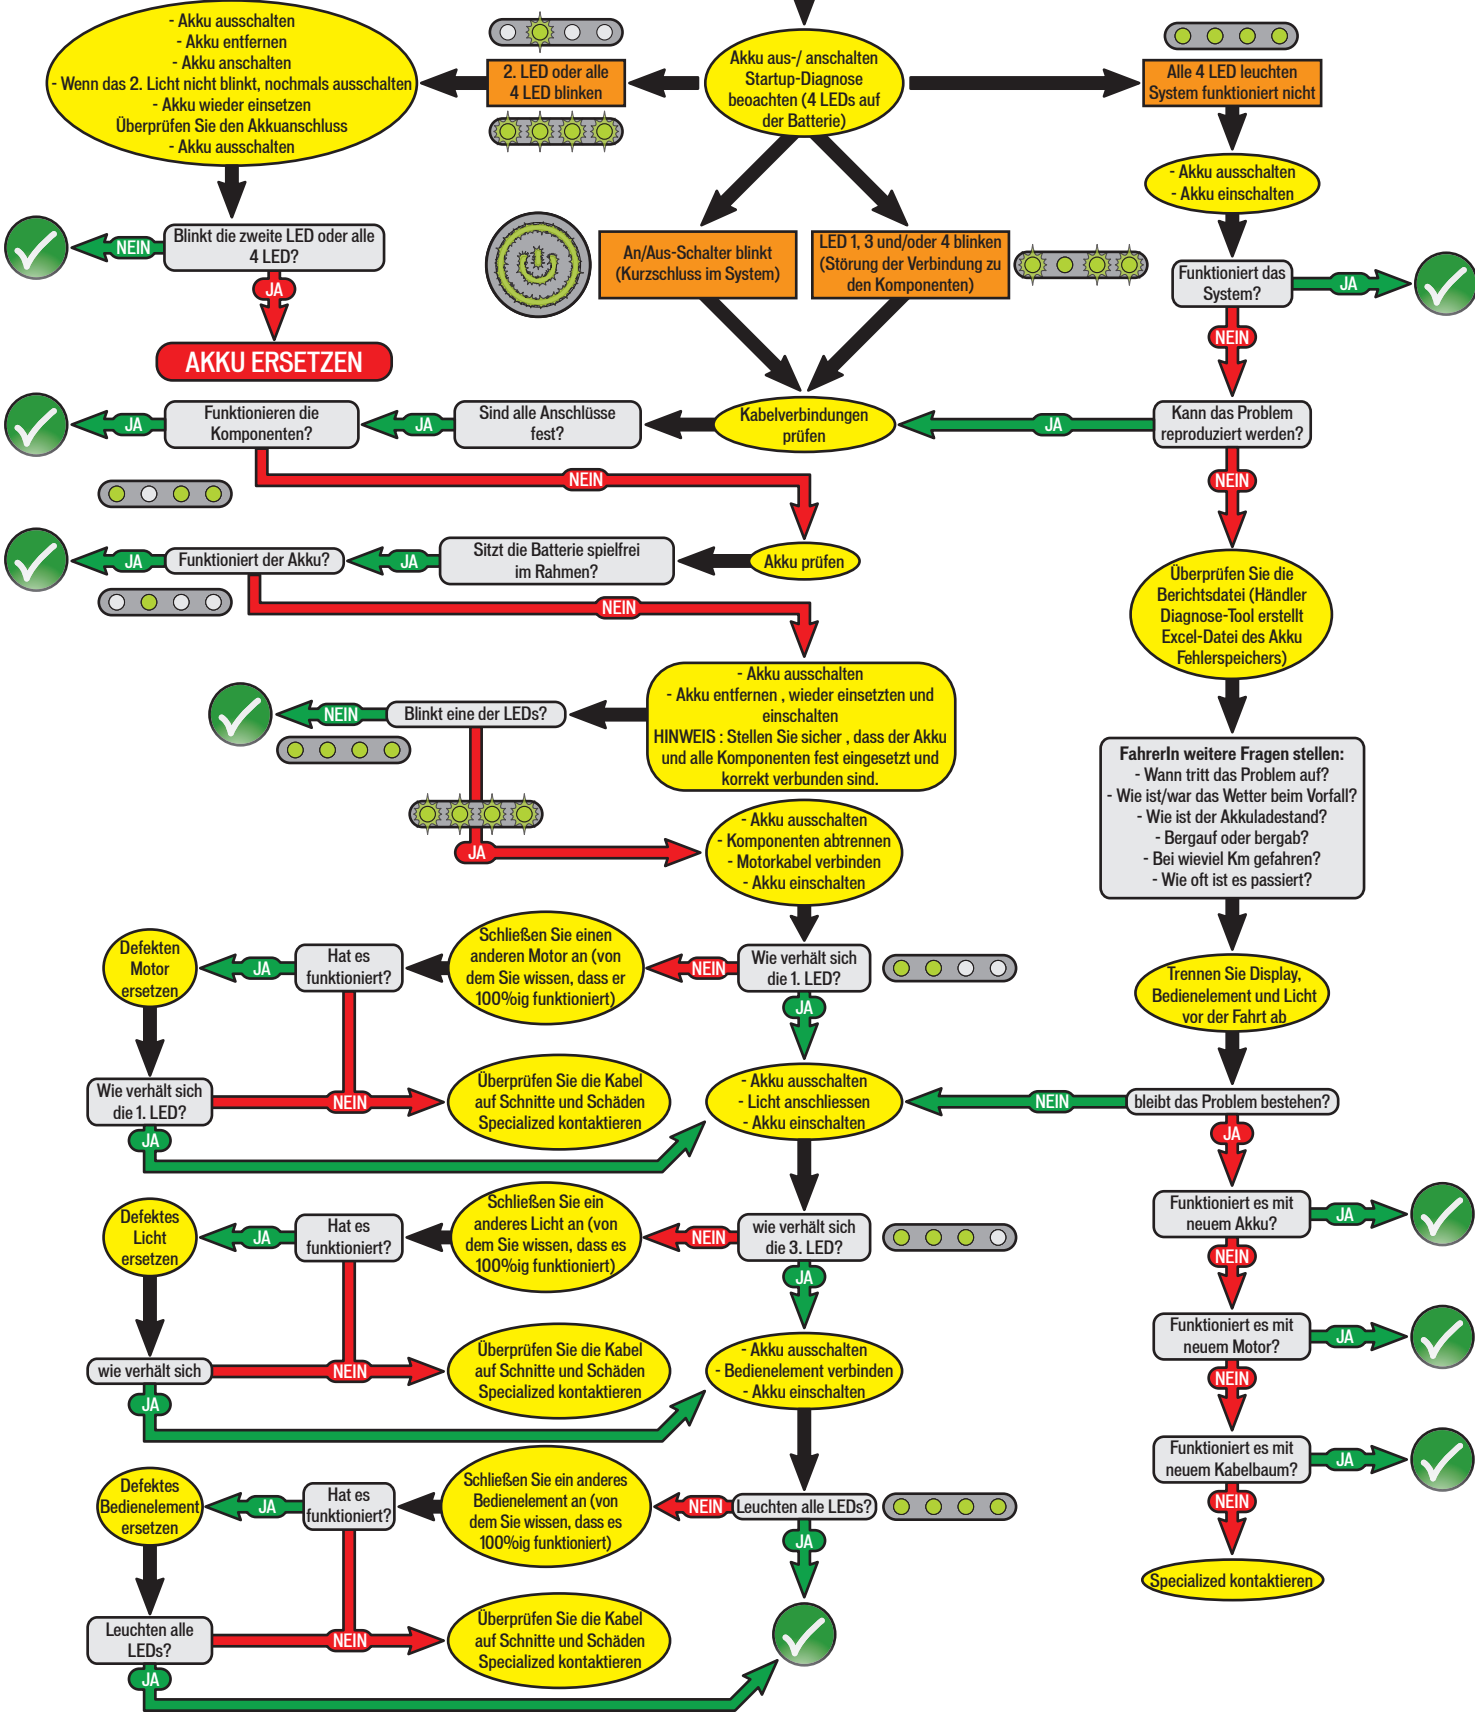 - Akku ausschalten
- Akku entfernen
- Akku anschalten
- Wenn das 2. Licht nicht blinkt, nochmals ausschalten
- Akku wieder einsetzen
Überprüfen Sie den Akkuanschluss
- Akku ausschalten
2. LED oder alle
4 LED blinken
Akku aus-/ anschalten
Startup-Diagnose
beoachten (4 LEDs auf
der Batterie)
Alle 4 LED leuchten
System funktioniert nicht
- Akku ausschalten
- Akku einschalten
NEIN
Blinkt die zweite LED oder alle
4 LED?
JA
AKKU ERSETZEN
An/Aus-Schalter blinkt
(Kurzschluss im System)
LED 1, 3 und/oder 4 blinken
(Störung der Verbindung zu
den Komponenten)
Funktioniert das
System?
JA
NEIN
JA
Funktionieren die
Komponenten?
JA
Sind alle Anschlüsse
fest?
Kabelverbindungen
prüfen
JA
Kann das Problem
reproduziert werden?
NEIN
NEIN
JA
Funktioniert der Akku?
JA
Sitzt die Batterie spielfrei
im Rahmen?
Akku prüfen
NEIN
Überprüfen Sie die
Berichtsdatei (Händler
Diagnose-Tool erstellt
Excel-Datei des Akku
Fehlerspeichers)
NEIN
Blinkt eine der LEDs?
- Akku ausschalten
- Akku entfernen , wieder einsetzten und
einschalten
HINWEIS : Stellen Sie sicher , dass der Akku
und alle Komponenten fest eingesetzt und
korrekt verbunden sind.
JA
- Akku ausschalten
- Komponenten abtrennen
- Motorkabel verbinden
- Akku einschalten
FahrerIn weitere Fragen stellen:
- Wann tritt das Problem auf?
- Wie ist/war das Wetter beim Vorfall?
- Wie ist der Akkuladestand?
- Bergauf oder bergab?
- Bei wieviel Km gefahren?
- Wie oft ist es passiert?
Defekten
Motor
ersetzen
JA
Hat es
funktioniert?
Schließen Sie einen
anderen Motor an (von
dem Sie wissen, dass er
100%ig funktioniert)
NEIN
Wie verhält sich
die 1. LED?
JA
Trennen Sie Display,
Bedienelement und Licht
vor der Fahrt ab
Wie verhält sich
die 1. LED?
NEIN
Überprüfen Sie die Kabel
auf Schnitte und Schäden
Specialized kontaktieren
JA
- Akku ausschalten
- Licht anschliessen
- Akku einschalten
NEIN
bleibt das Problem bestehen?
JA
Defektes
Licht
ersetzen
JA
Hat es
funktioniert?
Schließen Sie ein
anderes Licht an (von
dem Sie wissen, dass es
100%ig funktioniert)
NEIN
wie verhält sich
die 3. LED?
JA
Funktioniert es mit
neuem Akku?
JA
NEIN
wie verhält sich
NEIN
Überprüfen Sie die Kabel
auf Schnitte und Schäden
Specialized kontaktieren
JA
- Akku ausschalten
- Bedienelement verbinden
- Akku einschalten
Funktioniert es mit
neuem Motor?
JA
NEIN
Defektes
Bedienelement
ersetzen
JA
Hat es
funktioniert?
Schließen Sie ein anderes
Bedienelement an (von
dem Sie wissen, dass es
100%ig funktioniert)
NEIN
Leuchten alle LEDs?
JA
Funktioniert es mit
neuem Kabelbaum?
JA
NEIN
Specialized kontaktieren
Leuchten alle
LEDs?
NEIN
Überprüfen Sie die Kabel
auf Schnitte und Schäden
Specialized kontaktieren
JA